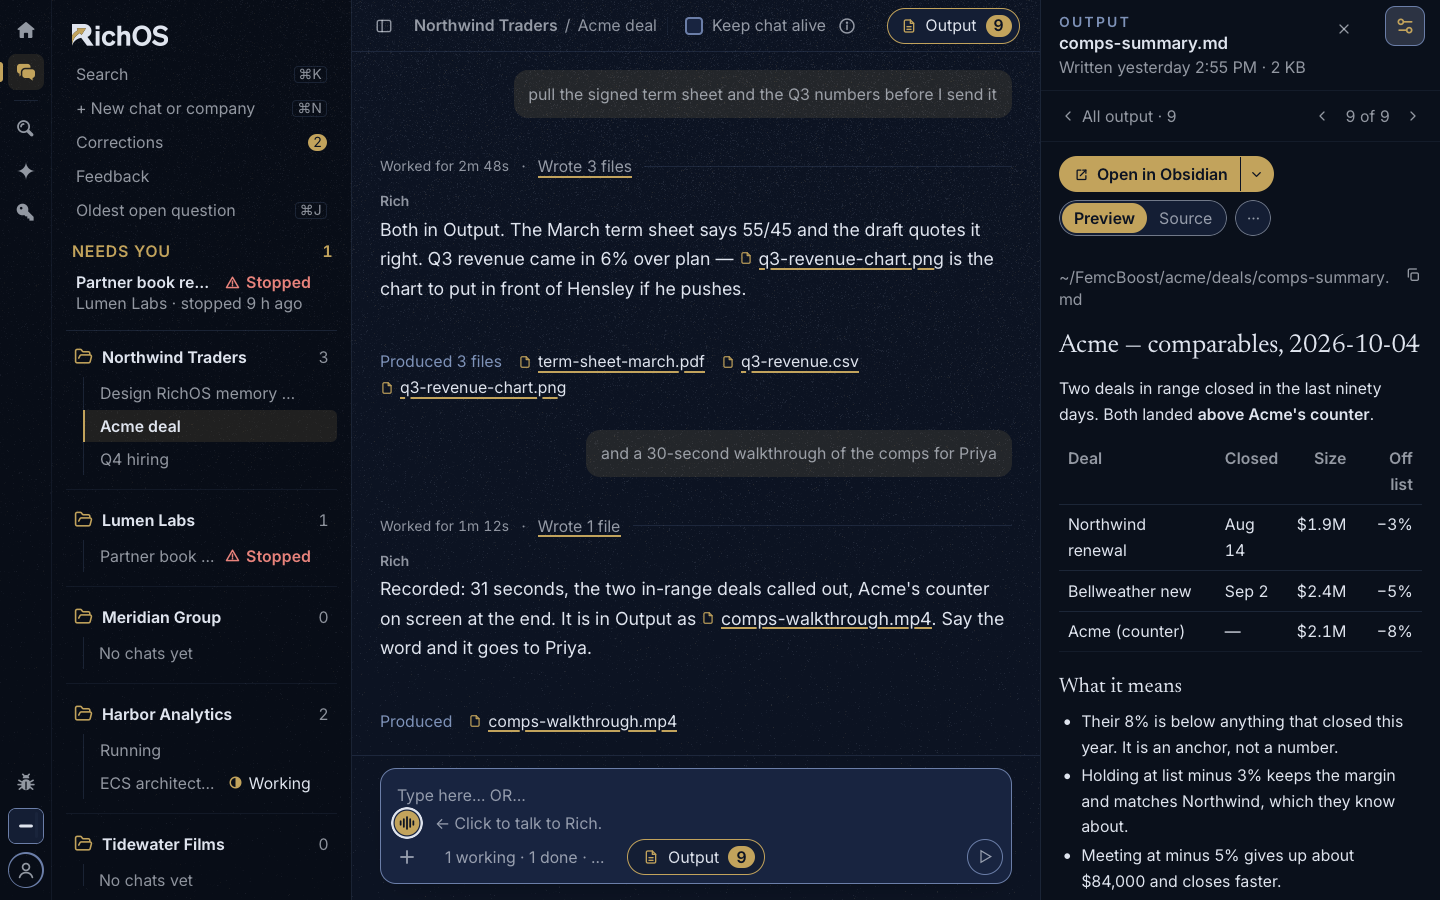 RichOS
Search ⌘K
+ New chat or company ⌘N
Corrections 2
Feedback
Oldest open question ⌘J
NEEDS YOU 1
Partner book re... Stopped
Lumen Labs · stopped 9 h ago
Northwind Traders 3
Design RichOS memory ...
Acme deal
Q4 hiring
Lumen Labs 1
Partner book ... Stopped
Meridian Group 0
No chats yet
Harbor Analytics 2
Running
ECS architect... Working
Tidewater Films 0
No chats yet
Northwind Traders / Acme deal Keep chat alive Output 9
pull the signed term sheet and the Q3 numbers before I send it
Worked for 2m 48s · Wrote 3 files
Rich
Both in Output. The March term sheet says 55/45 and the draft quotes it
right. Q3 revenue came in 6% over plan — q3-revenue-chart.png is the
chart to put in front of Hensley if he pushes.
Produced 3 files term-sheet-march.pdf q3-revenue.csv
q3-revenue-chart.png
and a 30-second walkthrough of the comps for Priya
Worked for 1m 12s · Wrote 1 file
Rich
Recorded: 31 seconds, the two in-range deals called out, Acme's counter
on screen at the end. It is in Output as comps-walkthrough.mp4. Say the
word and it goes to Priya.
Produced comps-walkthrough.mp4
Type here... OR...
← Click to talk to Rich.
+ 1 working · 1 done · ... Output 9
OUTPUT
comps-summary.md
Written yesterday 2:55 PM · 2 KB
All output · 9 9 of 9
Open in Obsidian
Preview Source ...
~/FemcBoost/acme/deals/comps-summary.
md
Acme – comparables, 2026-10-04
Two deals in range closed in the last ninety
days. Both landed above Acme's counter.
Deal Closed Size Off
list
Northwind Aug $1.9M −3%
renewal 14
Bellweather new Sep 2 $2.4M −5%
Acme (counter) — $2.1M −8%
What it means
• Their 8% is below anything that closed this
year. It is an anchor, not a number.
• Holding at list minus 3% keeps the margin
and matches Northwind, which they know
about.
• Meeting at minus 5% gives up about
$84,000 and closes faster.